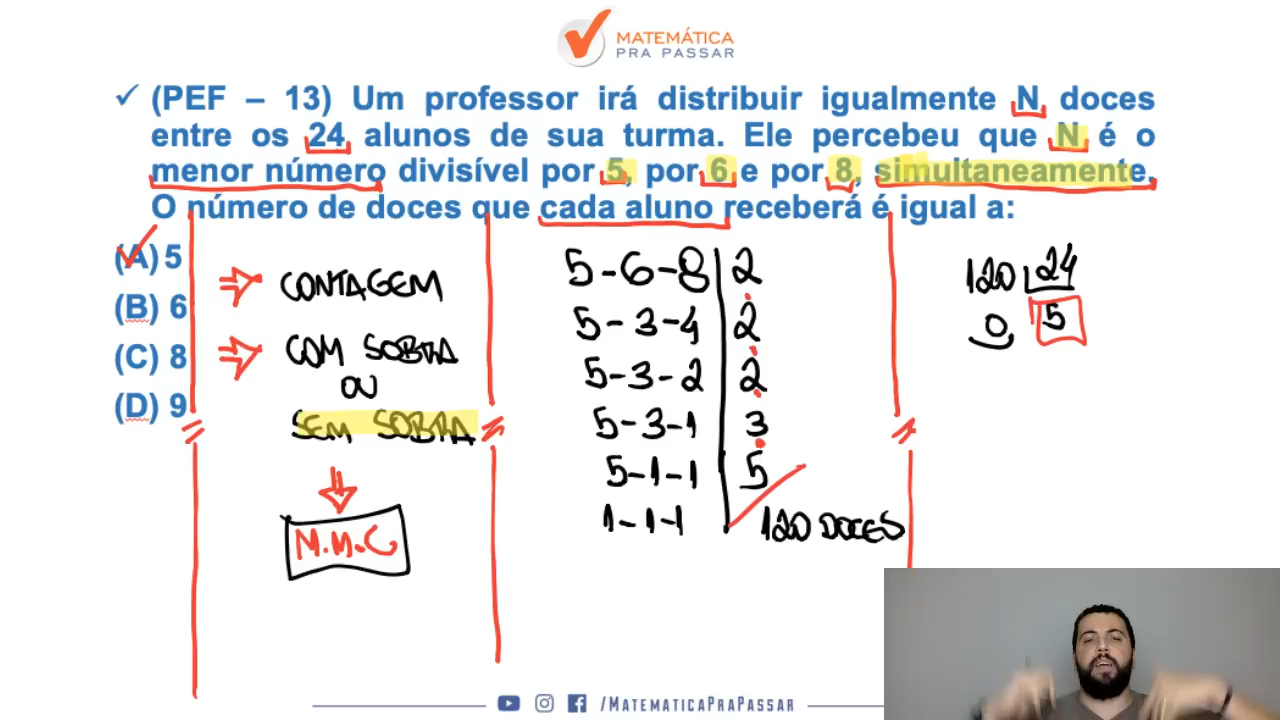 MATEMÁTICA
PRA PASSAR
✓ (PEF – 13) Um professor irá distribuir igualmente N doces
entre os 24 alunos de sua turma. Ele percebeu que N é o
menor número divisível por 5, por 6 e por 8, simultaneamente.
O número de doces que cada aluno receberá é igual a:
(A) 5
(B) 6
(C) 8
(D) 9
⇒ CONTAGEM
⇒ COM SOBRA
OU
SEM SOBRA
M.M.C
5-6-8 | 2
5-3-4 | 2
5-3-2 | 2
5-3-1 | 3
5-1-1 | 5
1-1-1 | 120 DOCES
120 | 24
0 5
/MATEMATICAPRAPASSAR